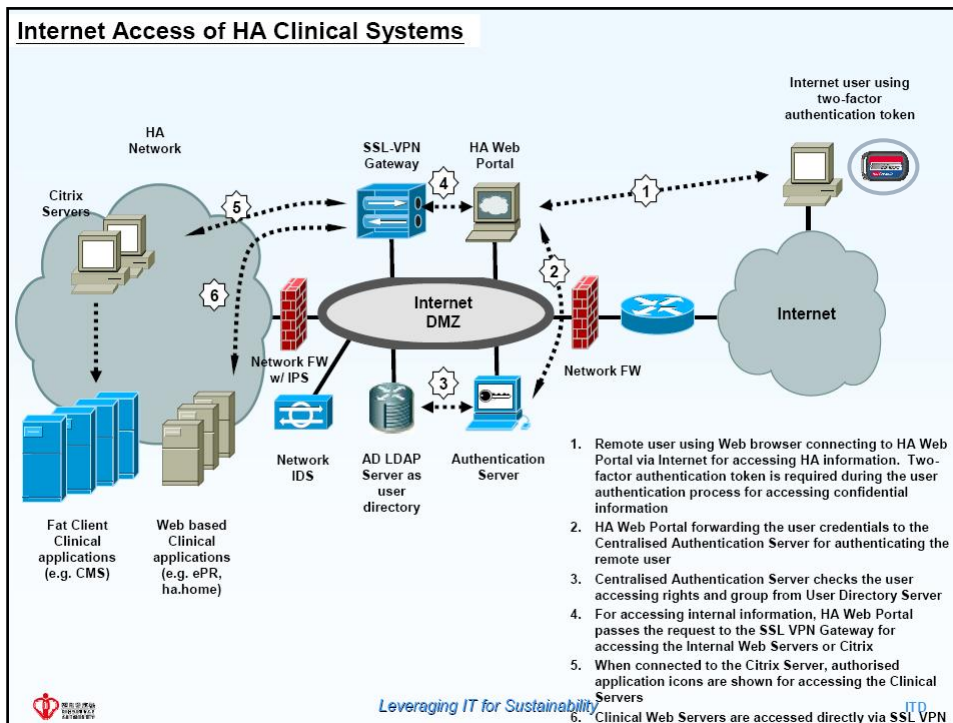 Internet Access of HA Clinical Systems
Internet user using
two-factor
authentication token
HA
Network
SSL-VPN
Gateway
HA Web
Portal
Citrix
Servers
1
2
3
4
5
6
Internet
DMZ
Internet
Network FW
w/ IPS
Network FW
Network
IDS
AD LDAP
Server as
user
directory
Authentication
Server
Fat Client
Clinical
applications
(e.g. CMS)
Web based
Clinical
applications
(e.g. ePR,
ha.home)
1. Remote user using Web browser connecting to HA Web
Portal via Internet for accessing HA information. Two-
factor authentication token is required during the user
authentication process for accessing confidential
information
2. HA Web Portal forwarding the user credentials to the
Centralised Authentication Server for authenticating the
remote user
3. Centralised Authentication Server checks the user
accessing rights and group from User Directory Server
4. For accessing internal information, HA Web Portal
passes the request to the SSL VPN Gateway for
accessing the Internal Web Servers or Citrix
5. When connected to the Citrix Server, authorised
application icons are shown for accessing the Clinical
Servers
6. Clinical Web Servers are accessed directly via SSL VPN
Leveraging IT for Sustainability
ITD